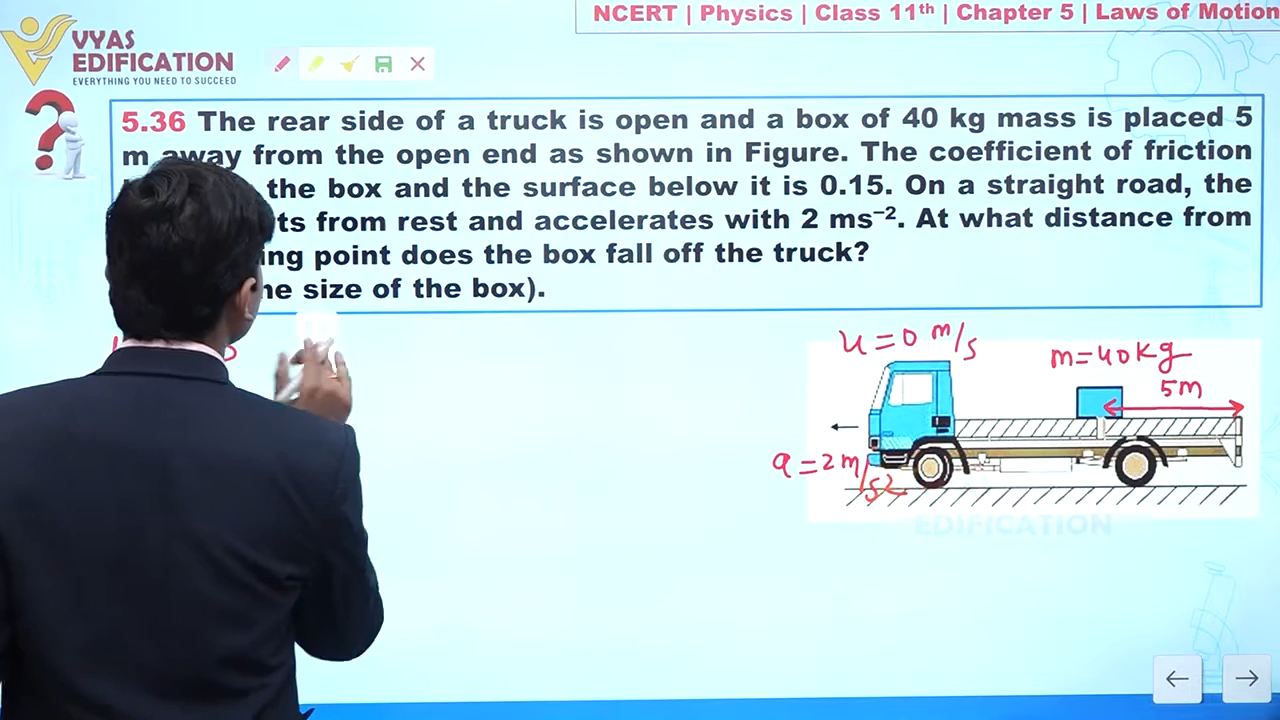 NCERT | Physics | Class 11th | Chapter 5 | Laws of Motion
VYAS
EDIFICATION
EVERYTHING YOU NEED TO SUCCEED
5.36 The rear side of a truck is open and a box of 40 kg mass is placed 5
m away from the open end as shown in Figure. The coefficient of friction
the box and the surface below it is 0.15. On a straight road, the
ts from rest and accelerates with 2 ms⁻². At what distance from
ing point does the box fall off the truck?
he size of the box).
u = 0 m/s
m = 40 kg
5m
a = 2 m/s2
EDIFICATION